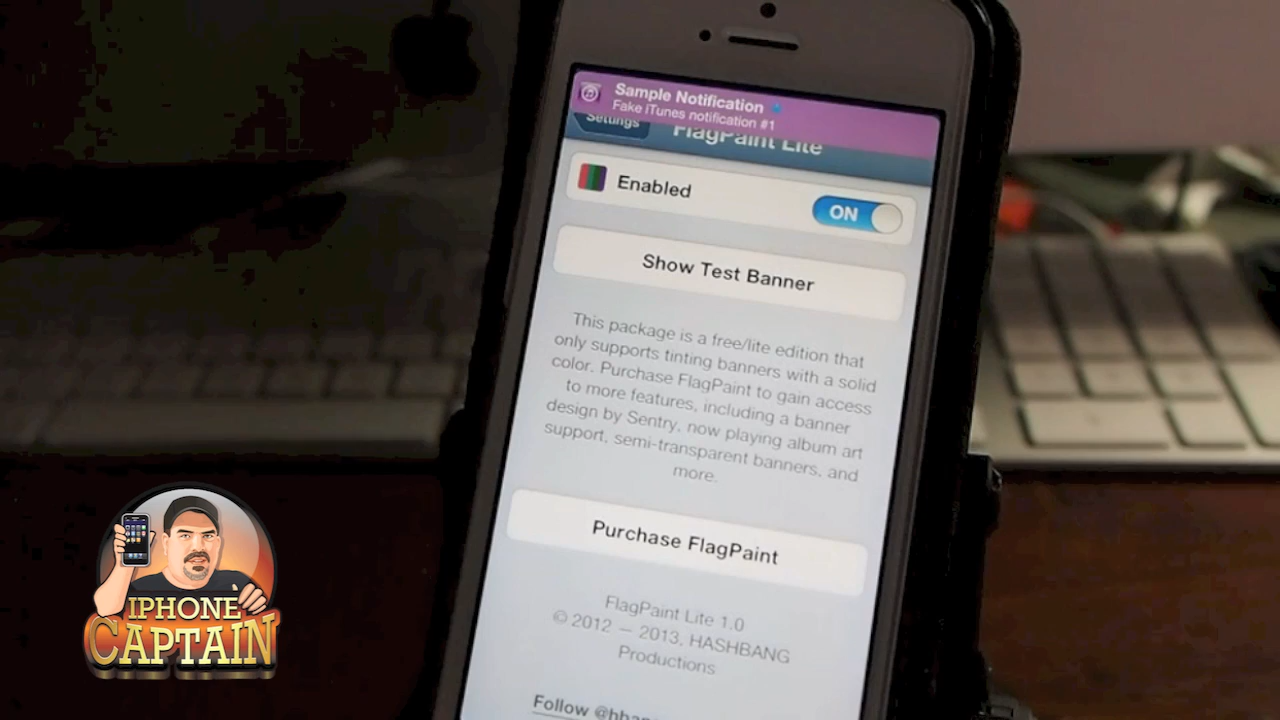 Sample Notification
Fake iTunes notification #1
Settings
FlagPaint Lite
Enabled
ON
Show Test Banner
This package is a free/lite edition that
only supports tinting banners with a solid
color. Purchase FlagPaint to gain access
to more features, including a banner
design by Sentry, now playing album art
support, semi-transparent banners, and
more.
Purchase FlagPaint
FlagPaint Lite 1.0
© 2012 — 2013, HASHBANG
Productions
Follow
IPHONE
CAPTAIN